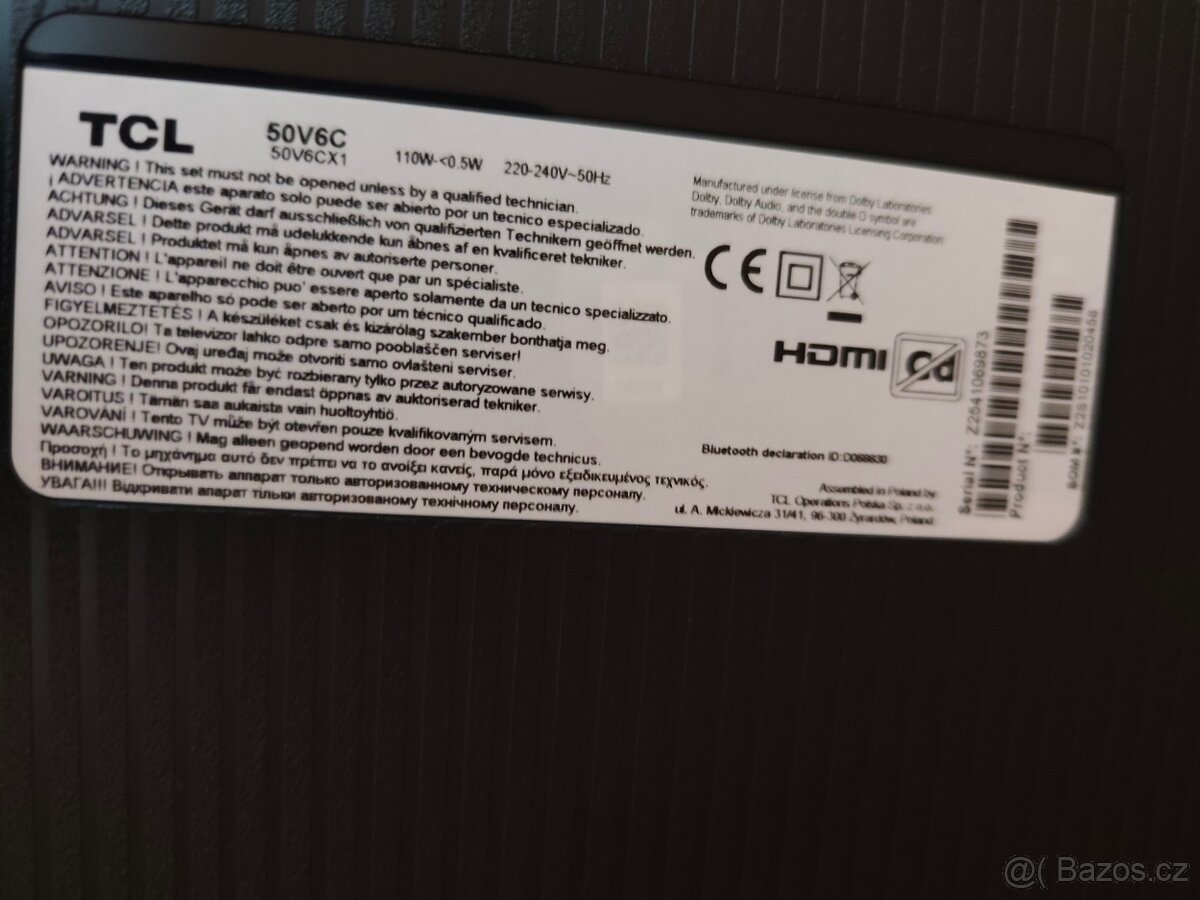 TCL
50V6C
50V6CX1
110W-<0.5W
220-240V~50Hz
WARNING ! This set must not be opened unless by a qualified technician.
¡ ADVERTENCIA este aparato solo puede ser abierto por un tecnico especializado.
ACHTUNG ! Dieses Gerät darf ausschließlich von qualifizierten Technikern geöffnet werden.
ADVARSEL ! Dette produkt må udelukkende kun åbnes af en kvalificeret tekniker.
ADVARSEL ! Produktet må kun åpnes av autoriserte personer.
ATTENTION ! L'appareil ne doit être ouvert que par un spécialiste.
ATTENZIONE ! L'apparecchio puo' essere aperto solamente da un tecnico specializzato.
AVISO ! Este aparelho só pode ser aberto por um técnico qualificado.
FIGYELMEZTETÉS ! A készüléket csak és kizárólag szakember bonthatja meg.
OPOZORILO! Ta televizor lahko odpre samo pooblaščen serviser!
UPOZORENJE! Ovaj uređaj može otvoriti samo ovlašteni serviser.
UWAGA ! Ten produkt może być rozbierany tylko przez autoryzowane serwisy.
VARNING ! Denna produkt får endast öppnas av auktoriserad tekniker.
VAROITUS ! Tämän saa aukaista vain huoltoyhtiö.
VAROVÁNÍ ! Tento TV může být otevřen pouze kvalifikovaným servisem.
WAARSCHUWING ! Mag alleen geopend worden door een bevogde technicus.
Προσοχή ! Το μηχάνημα αυτό δεν πρέπει να το ανοίξει κανείς, παρά μόνο εξειδικευμένος τεχνικός.
ВНИМАНИЕ! Открывать аппарат только авторизованному техническому персоналу.
УВАГА!!! Відкривати апарат тільки авторизованому технічному персоналу.
Manufactured under license from Dolby Laboratories
Dolby, Dolby Audio, and the double-D symbol are
trademarks of Dolby Laboratories Licensing Corporation
CE
HDMI
Cd
Bluetooth declaration ID:D068830
Assembled in Poland by
TCL Operations Polska Sp. z o.o.
ul. A. Mickiewicza 31/41, 96-300 Żyrardów, Poland
Serial N°: Z2541069873
Product N°:
BOM #: Z2S101010120458
@( Bazos.cz